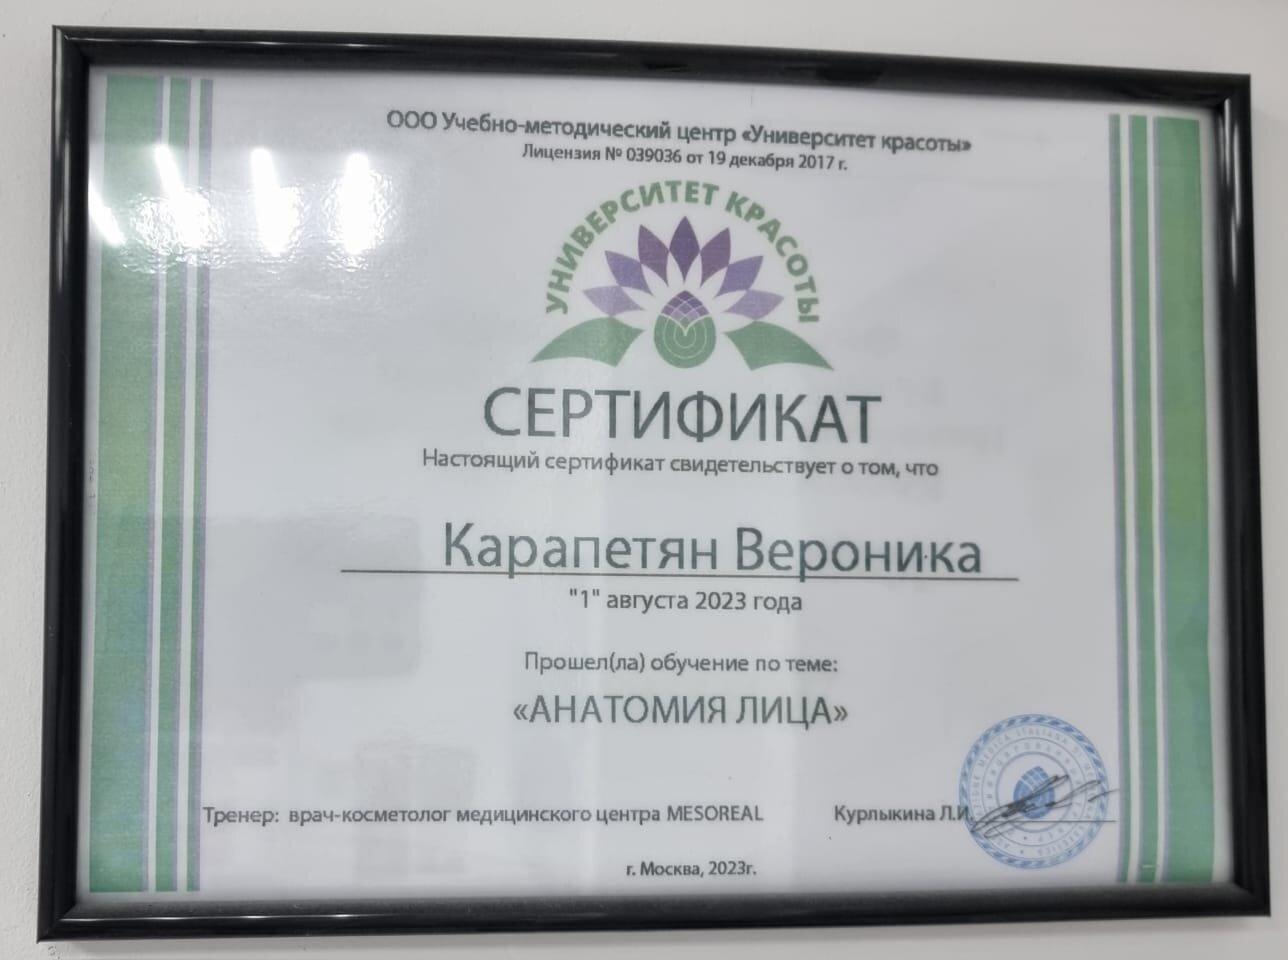 ООО Учебно-методический центр «Университет красоты»
Лицензия № 039036 от 19 декабря 2017 г.
УНИВЕРСИТЕТ КРАСОТЫ
СЕРТИФИКАТ
Настоящий сертификат свидетельствует о том, что
Карапетян Вероника
"1" августа 2023 года
Прошел(ла) обучение по теме:
«АНАТОМИЯ ЛИЦА»
Тренер: врач-косметолог медицинского центра MESOREAL Курлыкина Л.И.
г. Москва, 2023г.